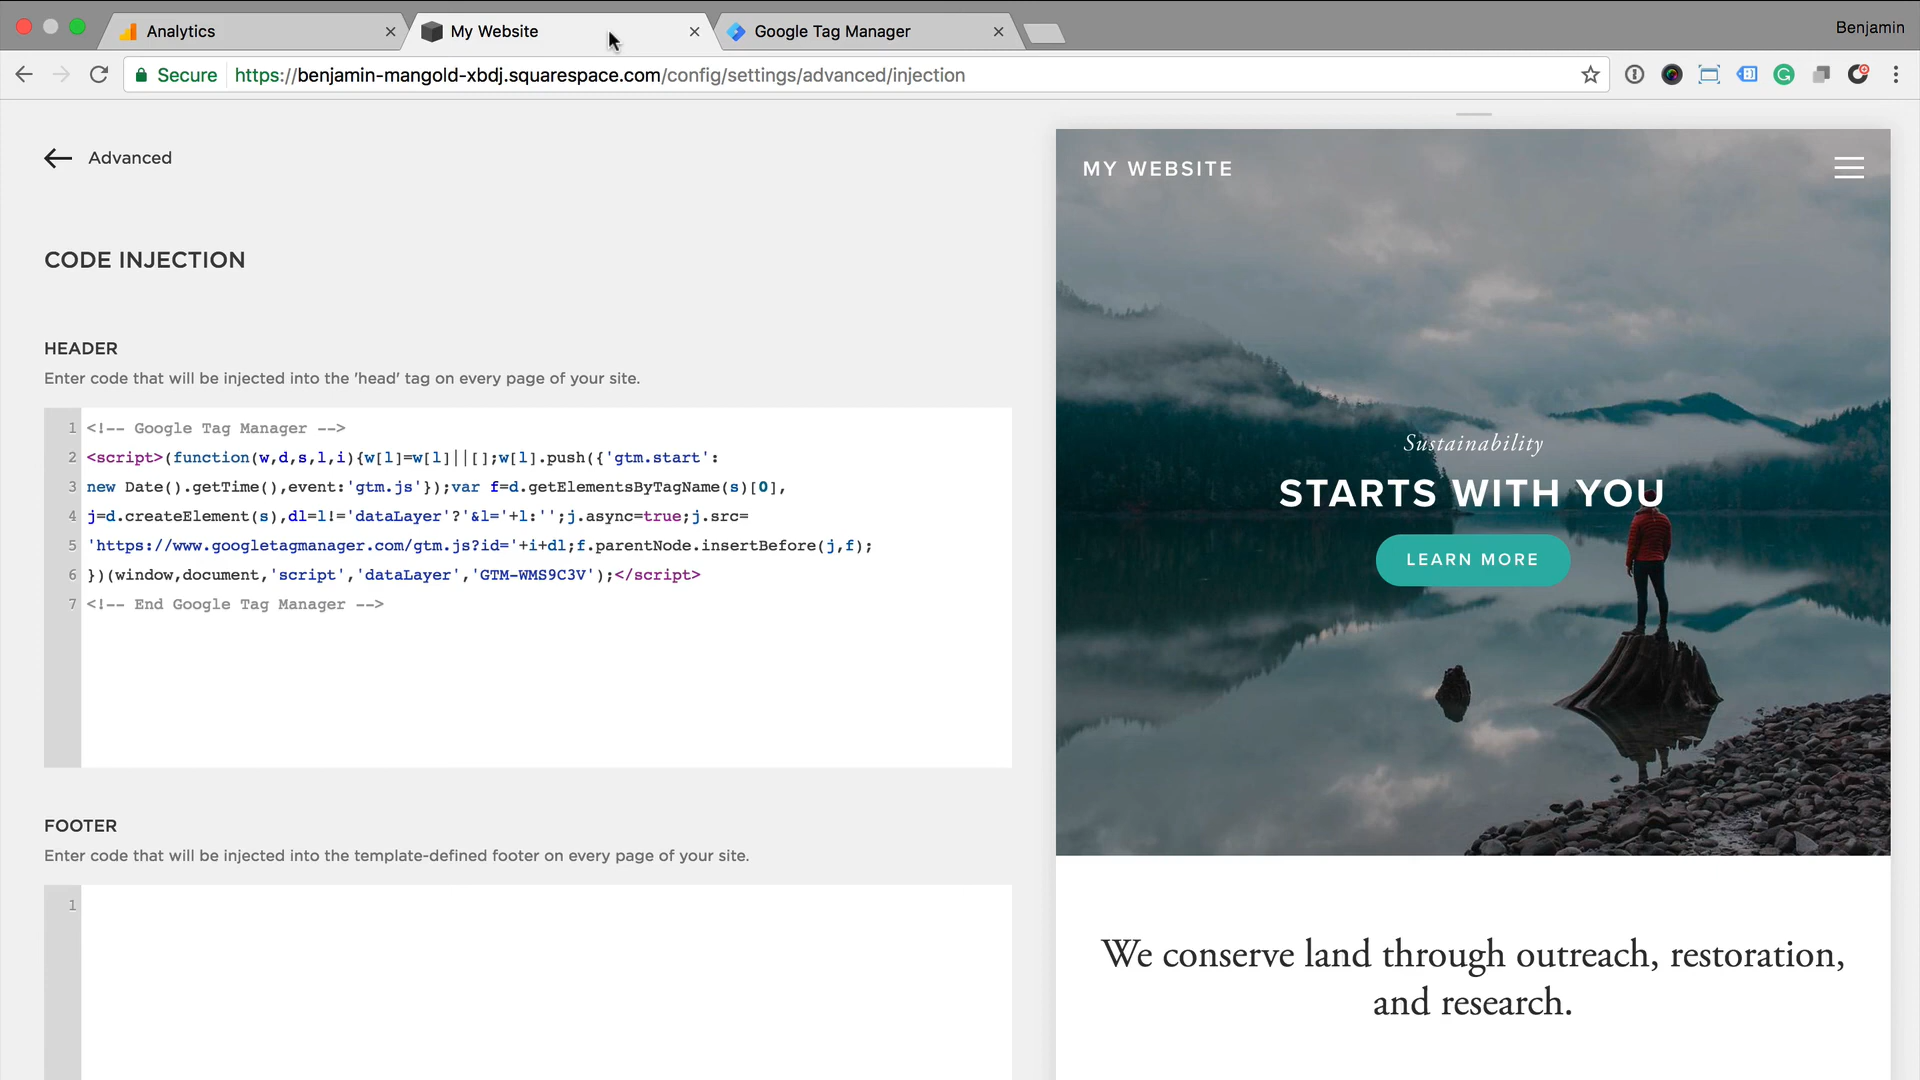 Analytics
My Website
Google Tag Manager
Benjamin
Secure
https://benjamin-mangold-xbdj.squarespace.com/config/settings/advanced/injection
Advanced
CODE INJECTION
HEADER
Enter code that will be injected into the 'head' tag on every page of your site.
1 <!-- Google Tag Manager -->
2 <script>(function(w,d,s,l,i){w[l]=w[l]||[];w[l].push({'gtm.start':
3 new Date().getTime(),event:'gtm.js'});var f=d.getElementsByTagName(s)[0],
4 j=d.createElement(s),dl=l!='dataLayer'?'&l='+l:'';j.async=true;j.src=
5 'https://www.googletagmanager.com/gtm.js?id='+i+dl;f.parentNode.insertBefore(j,f);
6 })(window,document,'script','dataLayer','GTM-WMS9C3V');</script>
7 <!-- End Google Tag Manager -->
FOOTER
Enter code that will be injected into the template-defined footer on every page of your site.
1
MY WEBSITE
Sustainability
STARTS WITH YOU
LEARN MORE
We conserve land through outreach, restoration,
and research.